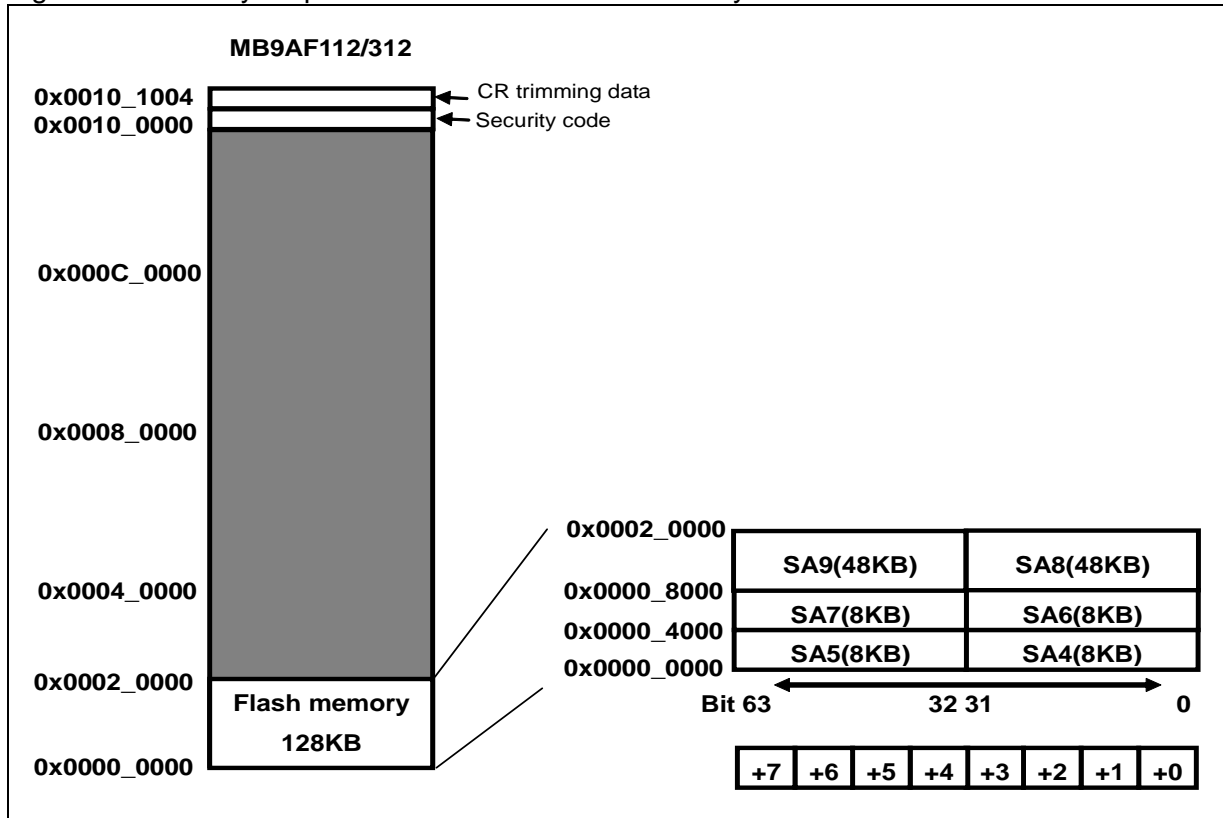 MB9AF112/312
0x0010_1004
CR trimming data
0x0010_0000
Security code
0x000C_0000
0x0008_0000
0x0004_0000
0x0002_0000
Flash memory
128KB
0x0000_0000
0x0002_0000
SA9(48KB) SA8(48KB)
0x0000_8000
SA7(8KB) SA6(8KB)
0x0000_4000
SA5(8KB) SA4(8KB)
0x0000_0000
Bit 63 32 31 0
+7 +6 +5 +4 +3 +2 +1 +0